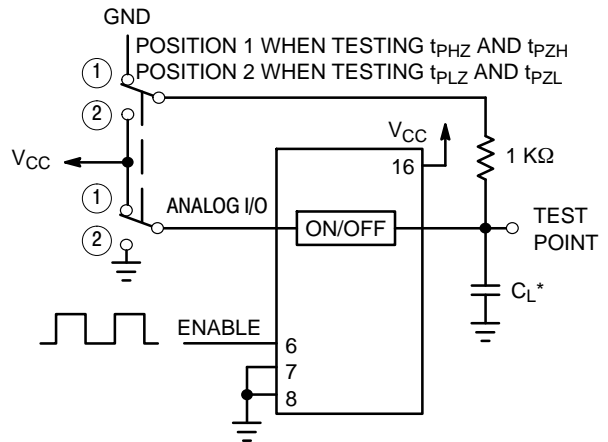 GND
POSITION 1 WHEN TESTING tPHZ AND tPZH
POSITION 2 WHEN TESTING tPLZ AND tPZL
1
2
VCC
VCC
16
1 KΩ
1
ANALOG I/O
ON/OFF
TEST
POINT
2
CL*
ENABLE
6
7
8